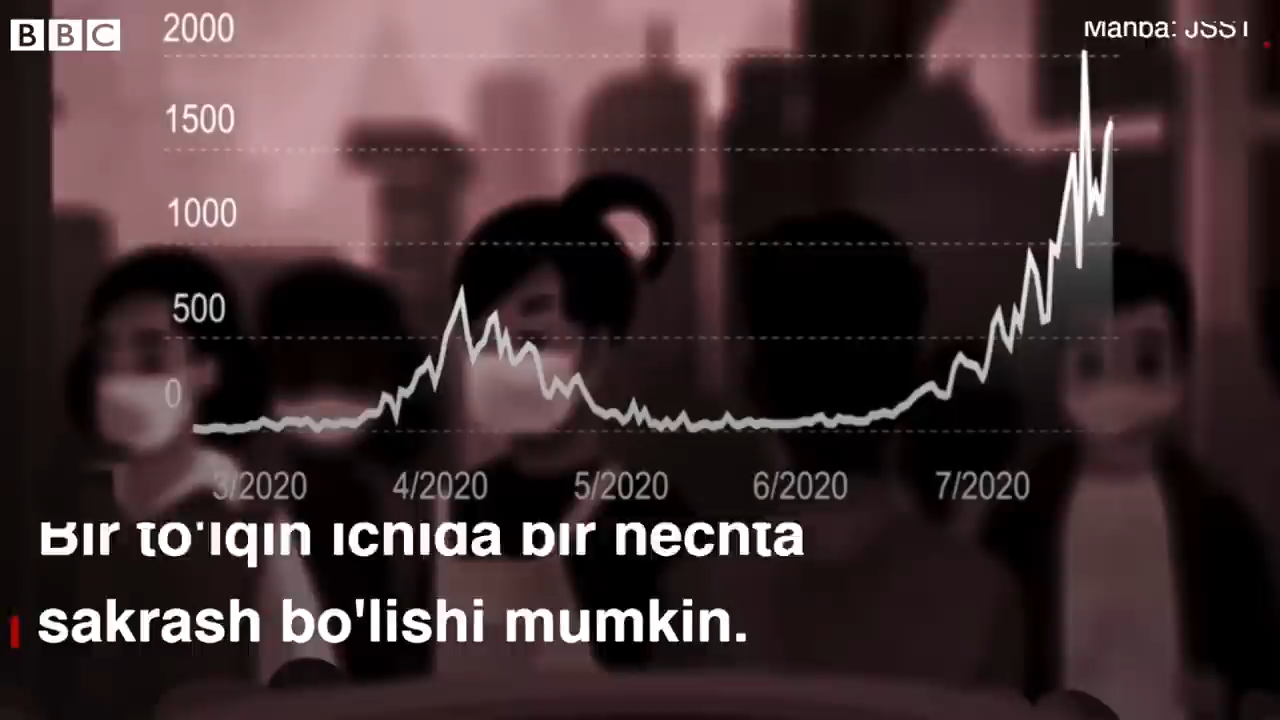 BBC
Manba: JSST
2000
1500
1000
500
0
3/2020 4/2020 5/2020 6/2020 7/2020
Bir to'lqin ichida bir nechta
sakrash bo'lishi mumkin.